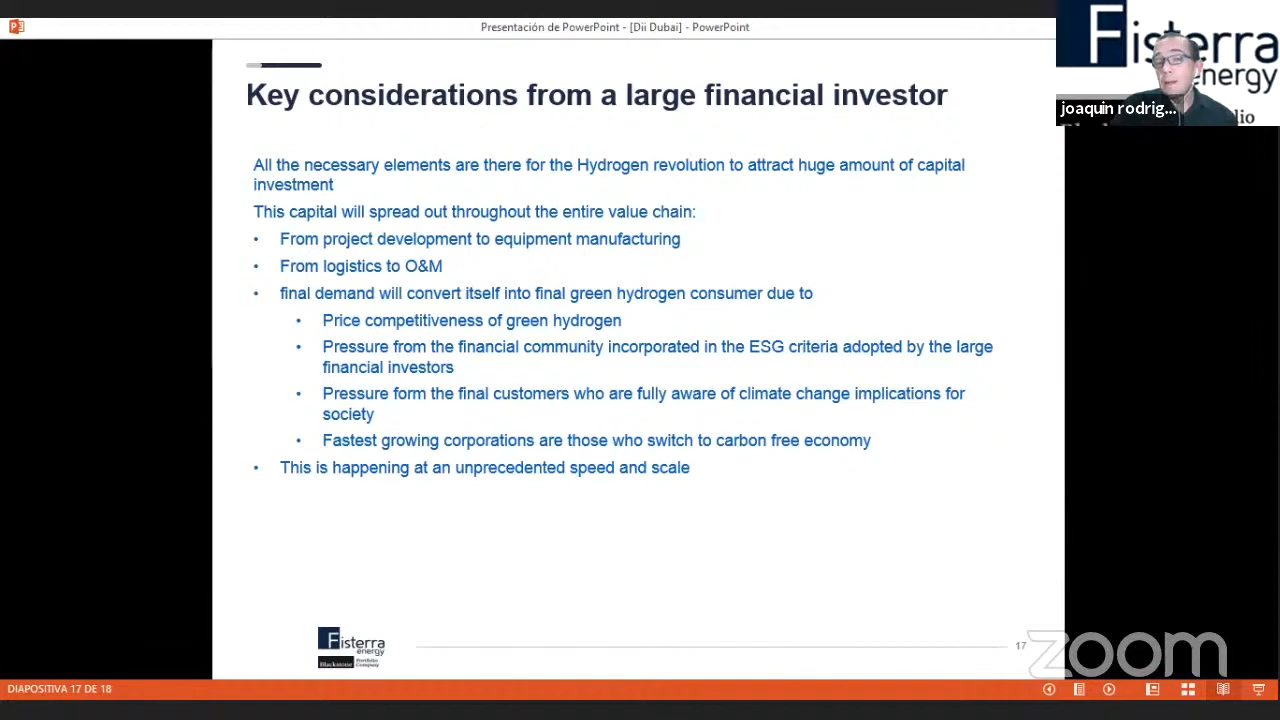 Presentación de PowerPoint - [Dii Dubai] - PowerPoint
Fisterra
energy
joaquin rodrig...
Key considerations from a large financial investor
All the necessary elements are there for the Hydrogen revolution to attract huge amount of capital
investment
This capital will spread out throughout the entire value chain:
• From project development to equipment manufacturing
• From logistics to O&M
• final demand will convert itself into final green hydrogen consumer due to
• Price competitiveness of green hydrogen
• Pressure from the financial community incorporated in the ESG criteria adopted by the large
financial investors
• Pressure form the final customers who are fully aware of climate change implications for
society
• Fastest growing corporations are those who switch to carbon free economy
• This is happening at an unprecedented speed and scale
Fisterra
energy
Blackstone Portfolio
Company
17
zoom
DIAPOSITIVA 17 DE 18